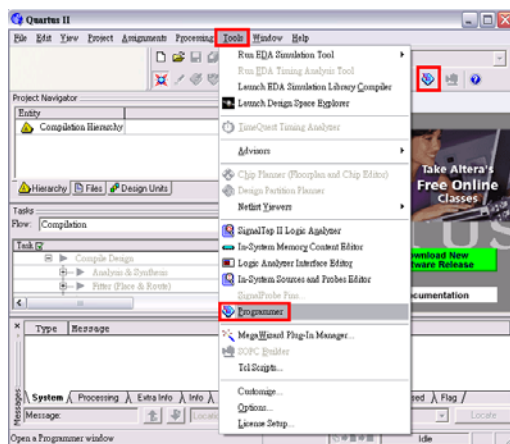 Quartus II
File Edit View Project Assignments Processing Tools Window Help
Project Navigator
Entity
Compilation Hierarchy
Hierarchy Files Design Units
Tasks
Flow: Compilation
Task
Compile Design
Analysis & Synthesis
Fitter (Place & Route)
Type Message
System Processing Extra Info Info
Message:
Open a Programmer window
Run EDA Simulation Tool
Run EDA Timing Analysis Tool
Launch EDA Simulation Library Compiler
Launch Design Space Explorer
TimeQuest Timing Analyzer
Advisors
Chip Planner (Floorplan and Chip Editor)
Design Partition Planner
Netlist Viewers
SignalTap II Logic Analyzer
In-System Memory Content Editor
Logic Analyzer Interface Editor
In-System Sources and Probes Editor
SignalProbe Pins...
Programmer
MegaWizard Plug-In Manager...
SOPC Builder
Tcl Scripts...
Customize...
Options...
License Setup...
Take Altera's
Free Online
Classes
wnload New
tware Release
cumentation
sed Flag
Locate
Idle